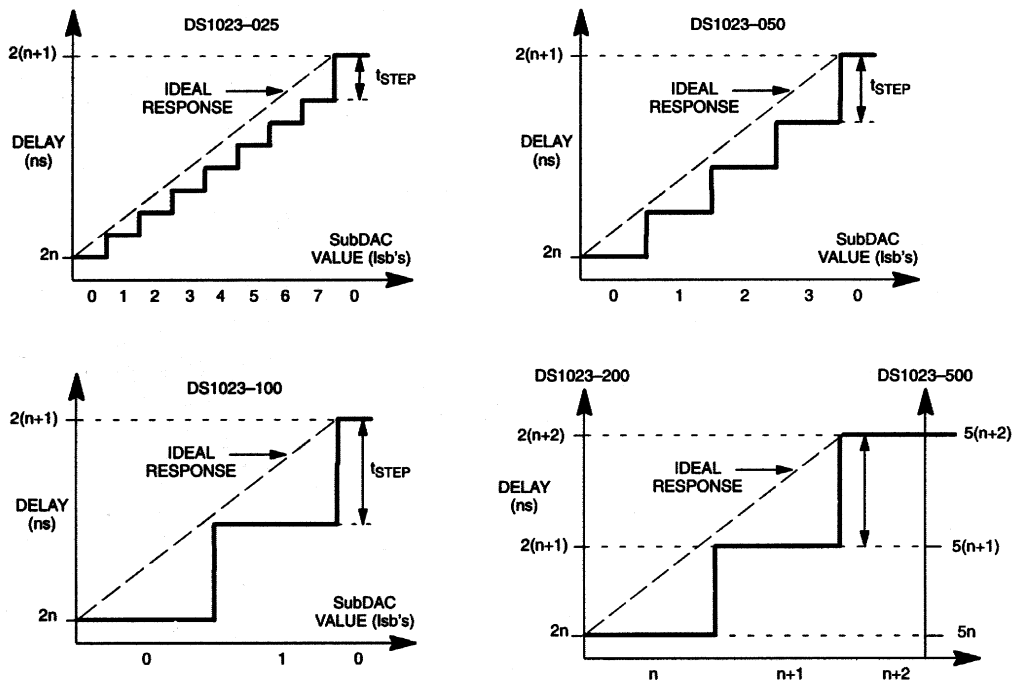 DS1023–025
2(n+1)
IDEAL
RESPONSE
tSTEP
DELAY
(ns)
2n
SubDAC
VALUE (lsb's)
0 1 2 3 4 5 6 7 0
DS1023–050
2(n+1)
IDEAL
RESPONSE
tSTEP
DELAY
(ns)
2n
SubDAC
VALUE (lsb's)
0 1 2 3 0
DS1023–100
2(n+1)
IDEAL
RESPONSE
tSTEP
DELAY
(ns)
2n
SubDAC
VALUE (lsb's)
0 1 0
DS1023–200 DS1023–500
2(n+2) 5(n+2)
IDEAL
RESPONSE
DELAY
(ns)
2(n+1) 5(n+1)
2n 5n
n n+1 n+2